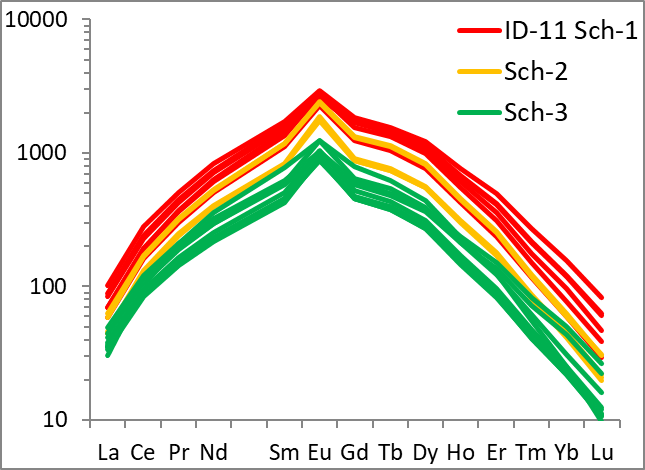 10000
ID-11 Sch-1
Sch-2
Sch-3
1000
100
10
La Ce Pr Nd Sm Eu Gd Tb Dy Ho Er Tm Yb Lu